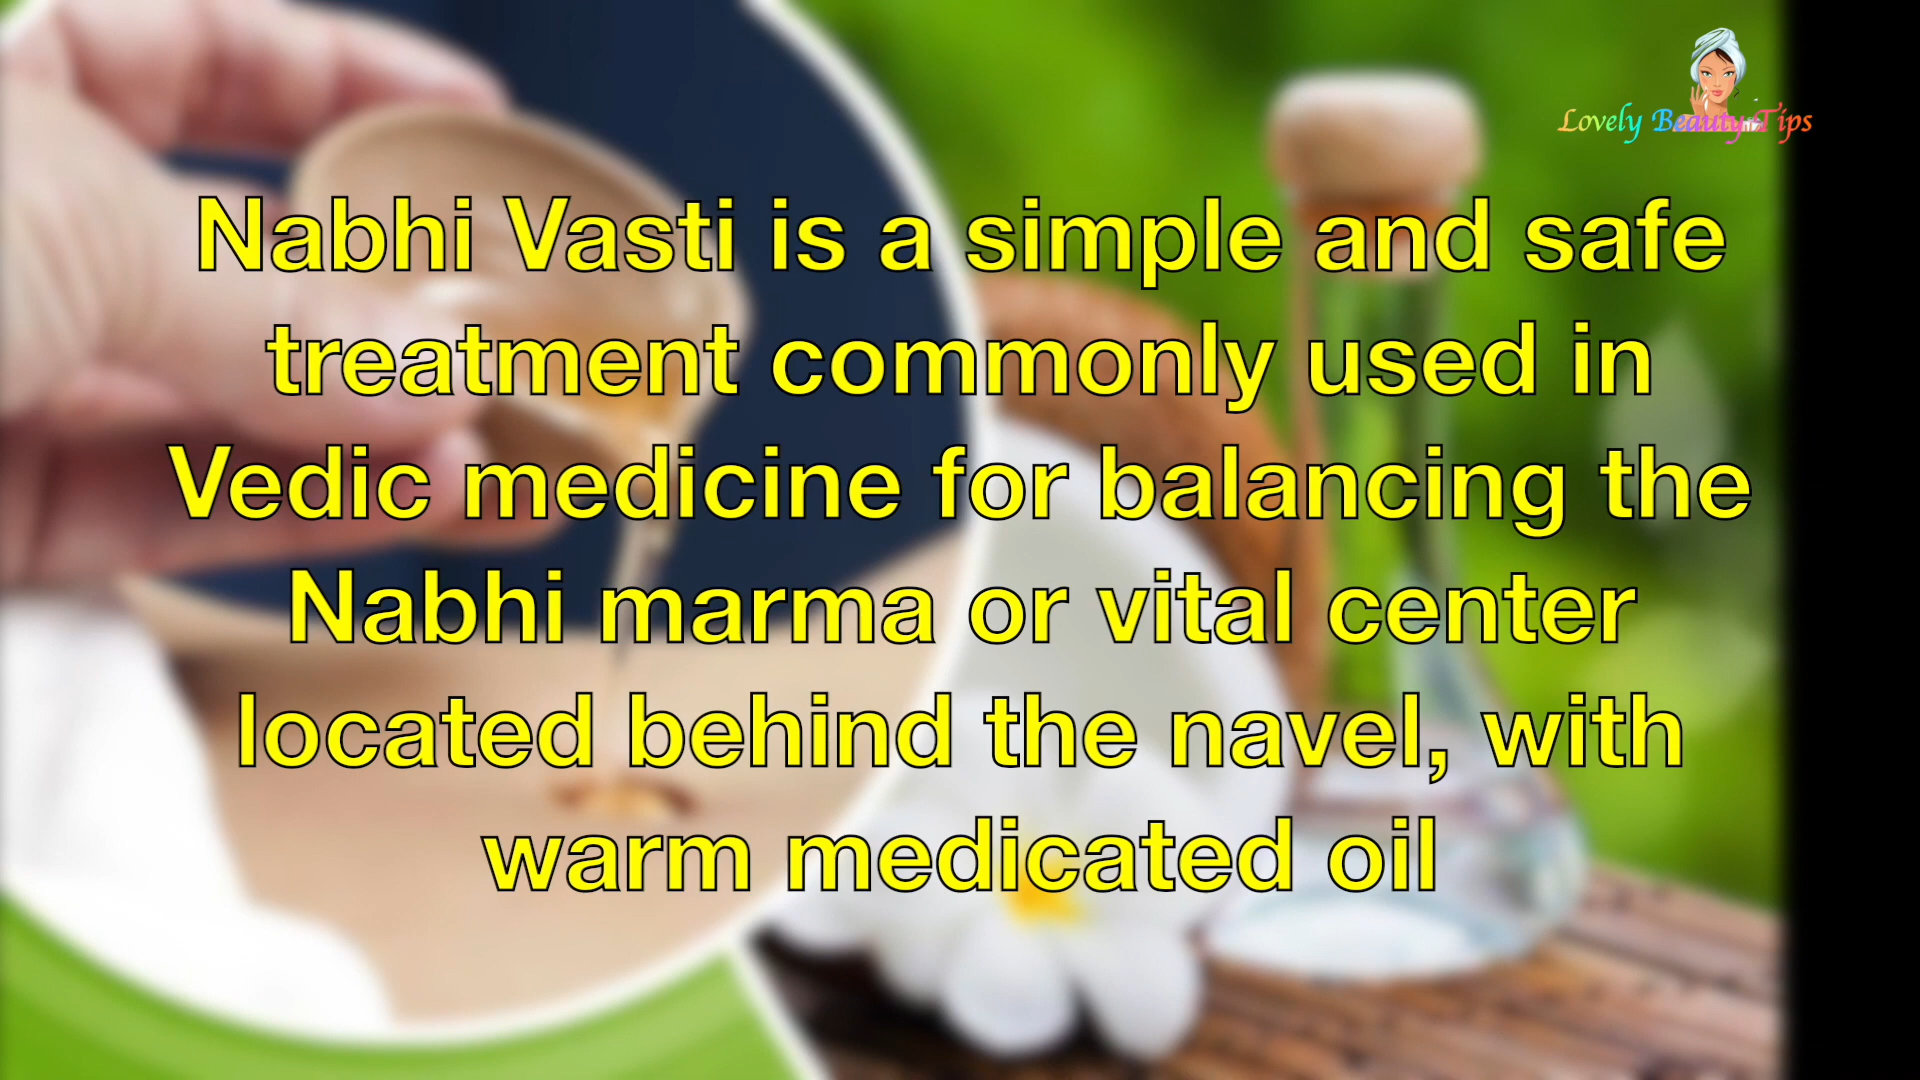 Lovely Beauty Tips
Nabhi Vasti is a simple and safe
treatment commonly used in
Vedic medicine for balancing the
Nabhi marma or vital center
located behind the navel, with
warm medicated oil